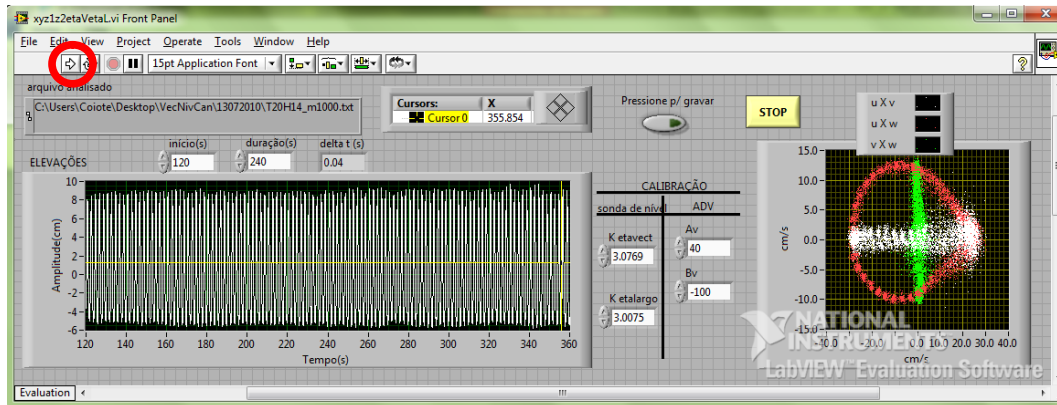 xyz1z2etaVetaL.vi Front Panel
File Edit View Project Operate Tools Window Help
15pt Application Font
arquivo analisado
C:\Users\Coiote\Desktop\VecNivCan\13072010\T20H14_m1000.txt
Cursors: X
Cursor 0 355.854
Pressione p/ gravar
STOP
u X v
u X w
v X w
ELEVAÇÕES
início(s) duração(s) delta t (s)
120 240 0.04
Amplitude(cm)
10
8
6
4
2
0
-2
-4
-6
120 140 160 180 200 220 240 260 280 300 320 340 360
Tempo(s)
CALIBRAÇÃO
sonda de nível ADV
K etavect
3.0769
K etalargo
3.0075
Av
40
Bv
-100
cm/s
15.0
10.0
5.0
0.0
-5.0
-10.0
-15.0
-40.0 -20.0 0.0 10.0 20.0 30.0 40.0
cm/s
NATIONAL
INSTRUMENTS
LabVIEW™ Evaluation Software
Evaluation